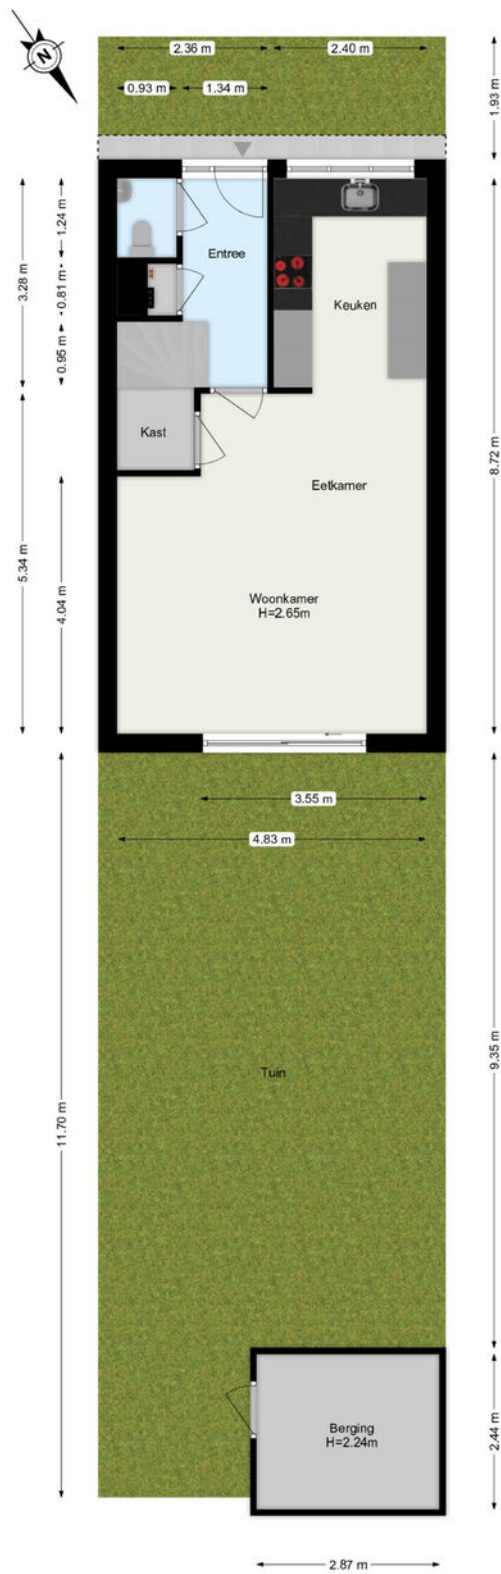 N
2.36 m
2.40 m
0.93 m
1.34 m
1.93 m
1.24 m
3.28 m
0.81 m
0.95 m
Entree
Keuken
Kast
Eetkamer
8.72 m
5.34 m
4.04 m
Woonkamer
H=2.65m
3.55 m
4.83 m
Tuin
9.35 m
11.70 m
Berging
H=2.24m
2.44 m
2.87 m